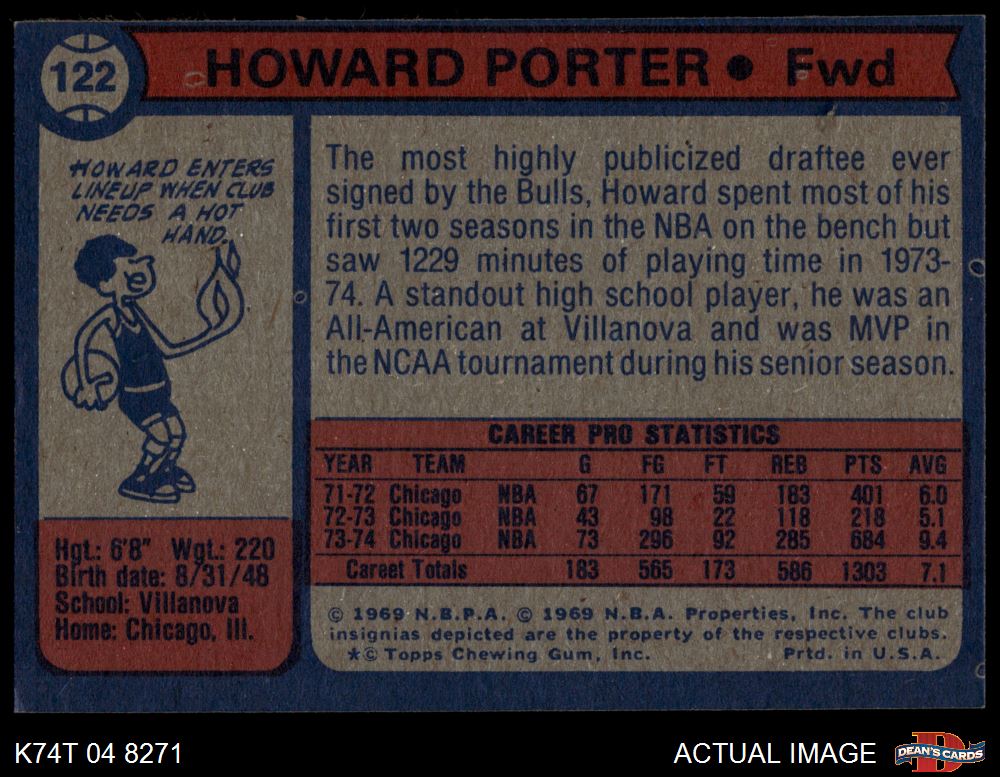 122
HOWARD PORTER • Fwd
HOWARD ENTERS
LINEUP WHEN CLUB
NEEDS A HOT
HAND.
Hgt.: 6'8" Wgt.: 220
Birth date: 8/31/48
School: Villanova
Home: Chicago, Ill.
The most highly publicized draftee ever
signed by the Bulls, Howard spent most of his
first two seasons in the NBA on the bench but
saw 1229 minutes of playing time in 1973-
74. A standout high school player, he was an
All-American at Villanova and was MVP in
the NCAA tournament during his senior season.
CAREER PRO STATISTICS
YEAR TEAM G FG FT REB PTS AVG
71-72 Chicago NBA 67 171 59 183 401 6.0
72-73 Chicago NBA 43 98 22 118 218 5.1
73-74 Chicago NBA 73 296 92 285 684 9.4
Career Totals 183 565 173 586 1303 7.1
© 1969 N.B.P.A. © 1969 N.B.A. Properties, Inc. The club
insignias depicted are the property of the respective clubs.
*© Topps Chewing Gum, Inc. Prtd. in U.S.A.
K74T 04 8271
ACTUAL IMAGE
D
DEAN'S CARDS